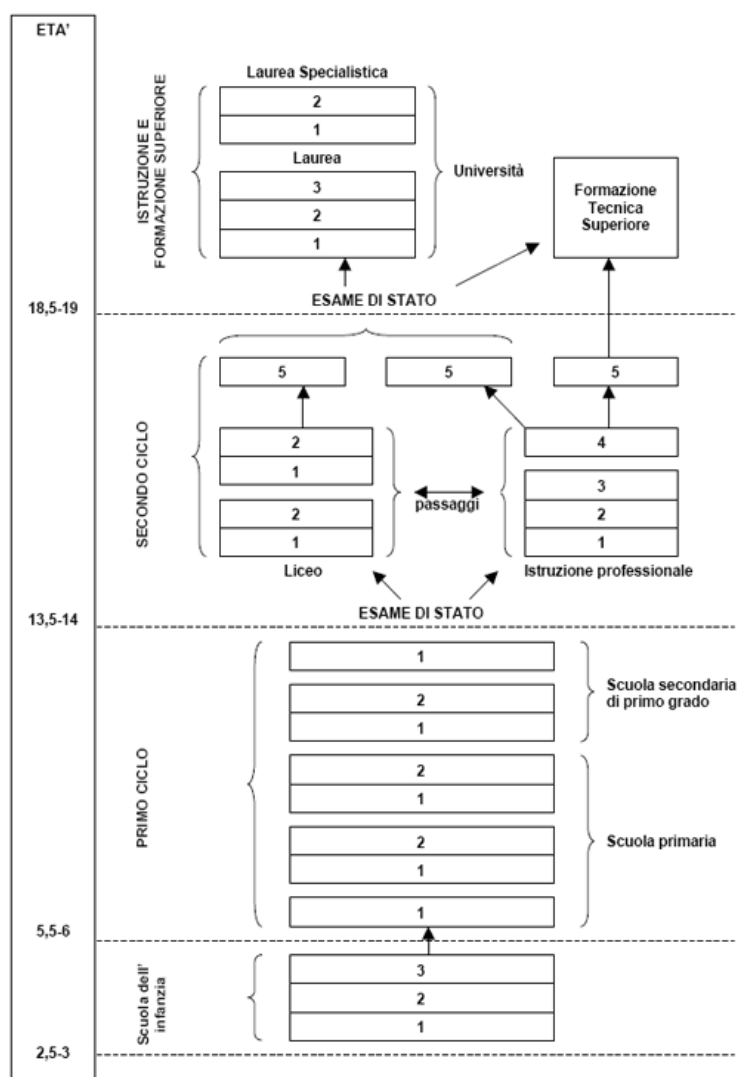 ETA’
ISTRUZIONE E
FORMAZIONE SUPERIORE
Laurea Specialistica
2
1
Laurea
3
2
1
Università
Formazione
Tecnica
Superiore
ESAME DI STATO
18,5-19
SECONDO CICLO
5
5
5
2
1
2
1
Liceo
passaggi
4
3
2
1
Istruzione professionale
ESAME DI STATO
13,5-14
PRIMO CICLO
1
2
1
Scuola secondaria
di primo grado
2
1
2
1
1
Scuola primaria
5,5-6
Scuola dell’
infanzia
3
2
1
2,5-3